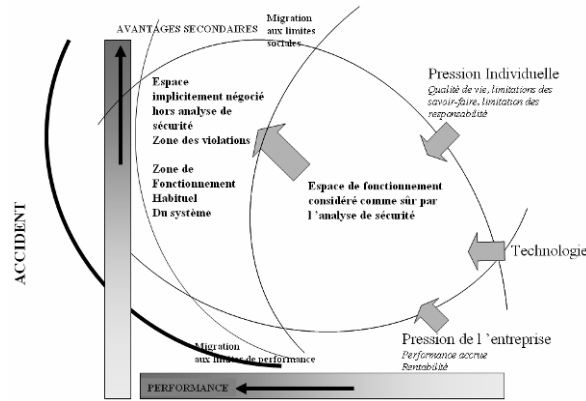 AVANTAGES SECONDAIRES
Migration
aux limites
sociales
Espace
implicitement négocié
hors analyse de
sécurité
Zone des violations
Zone de
Fonctionnement
Habituel
Du système
Pression Individuelle
Qualité de vie, limitations des
savoir-faire, limitation des
responsabilité
Espace de fonctionnement
considéré comme sûr par
l ’analyse de sécurité
Technologie
ACCIDENT
Pression de l ’entreprise
Performance accrue
Rentabilité
Migration
aux limites de performance
PERFORMANCE